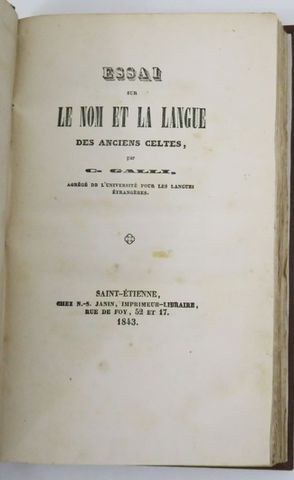 ESSAI
SUR
LE NOM ET LA LANGUE
DES ANCIENS CELTES,
par
C. GALLI,
AGRÉGÉ DE L'UNIVERSITÉ POUR LES LANGUES
ÉTRANGÈRES.
SAINT-ÉTIENNE,
CHEZ N.-S. JANIN, IMPRIMEUR-LIBRAIRE,
RUE DE FOY, 52 ET 17.
1843.